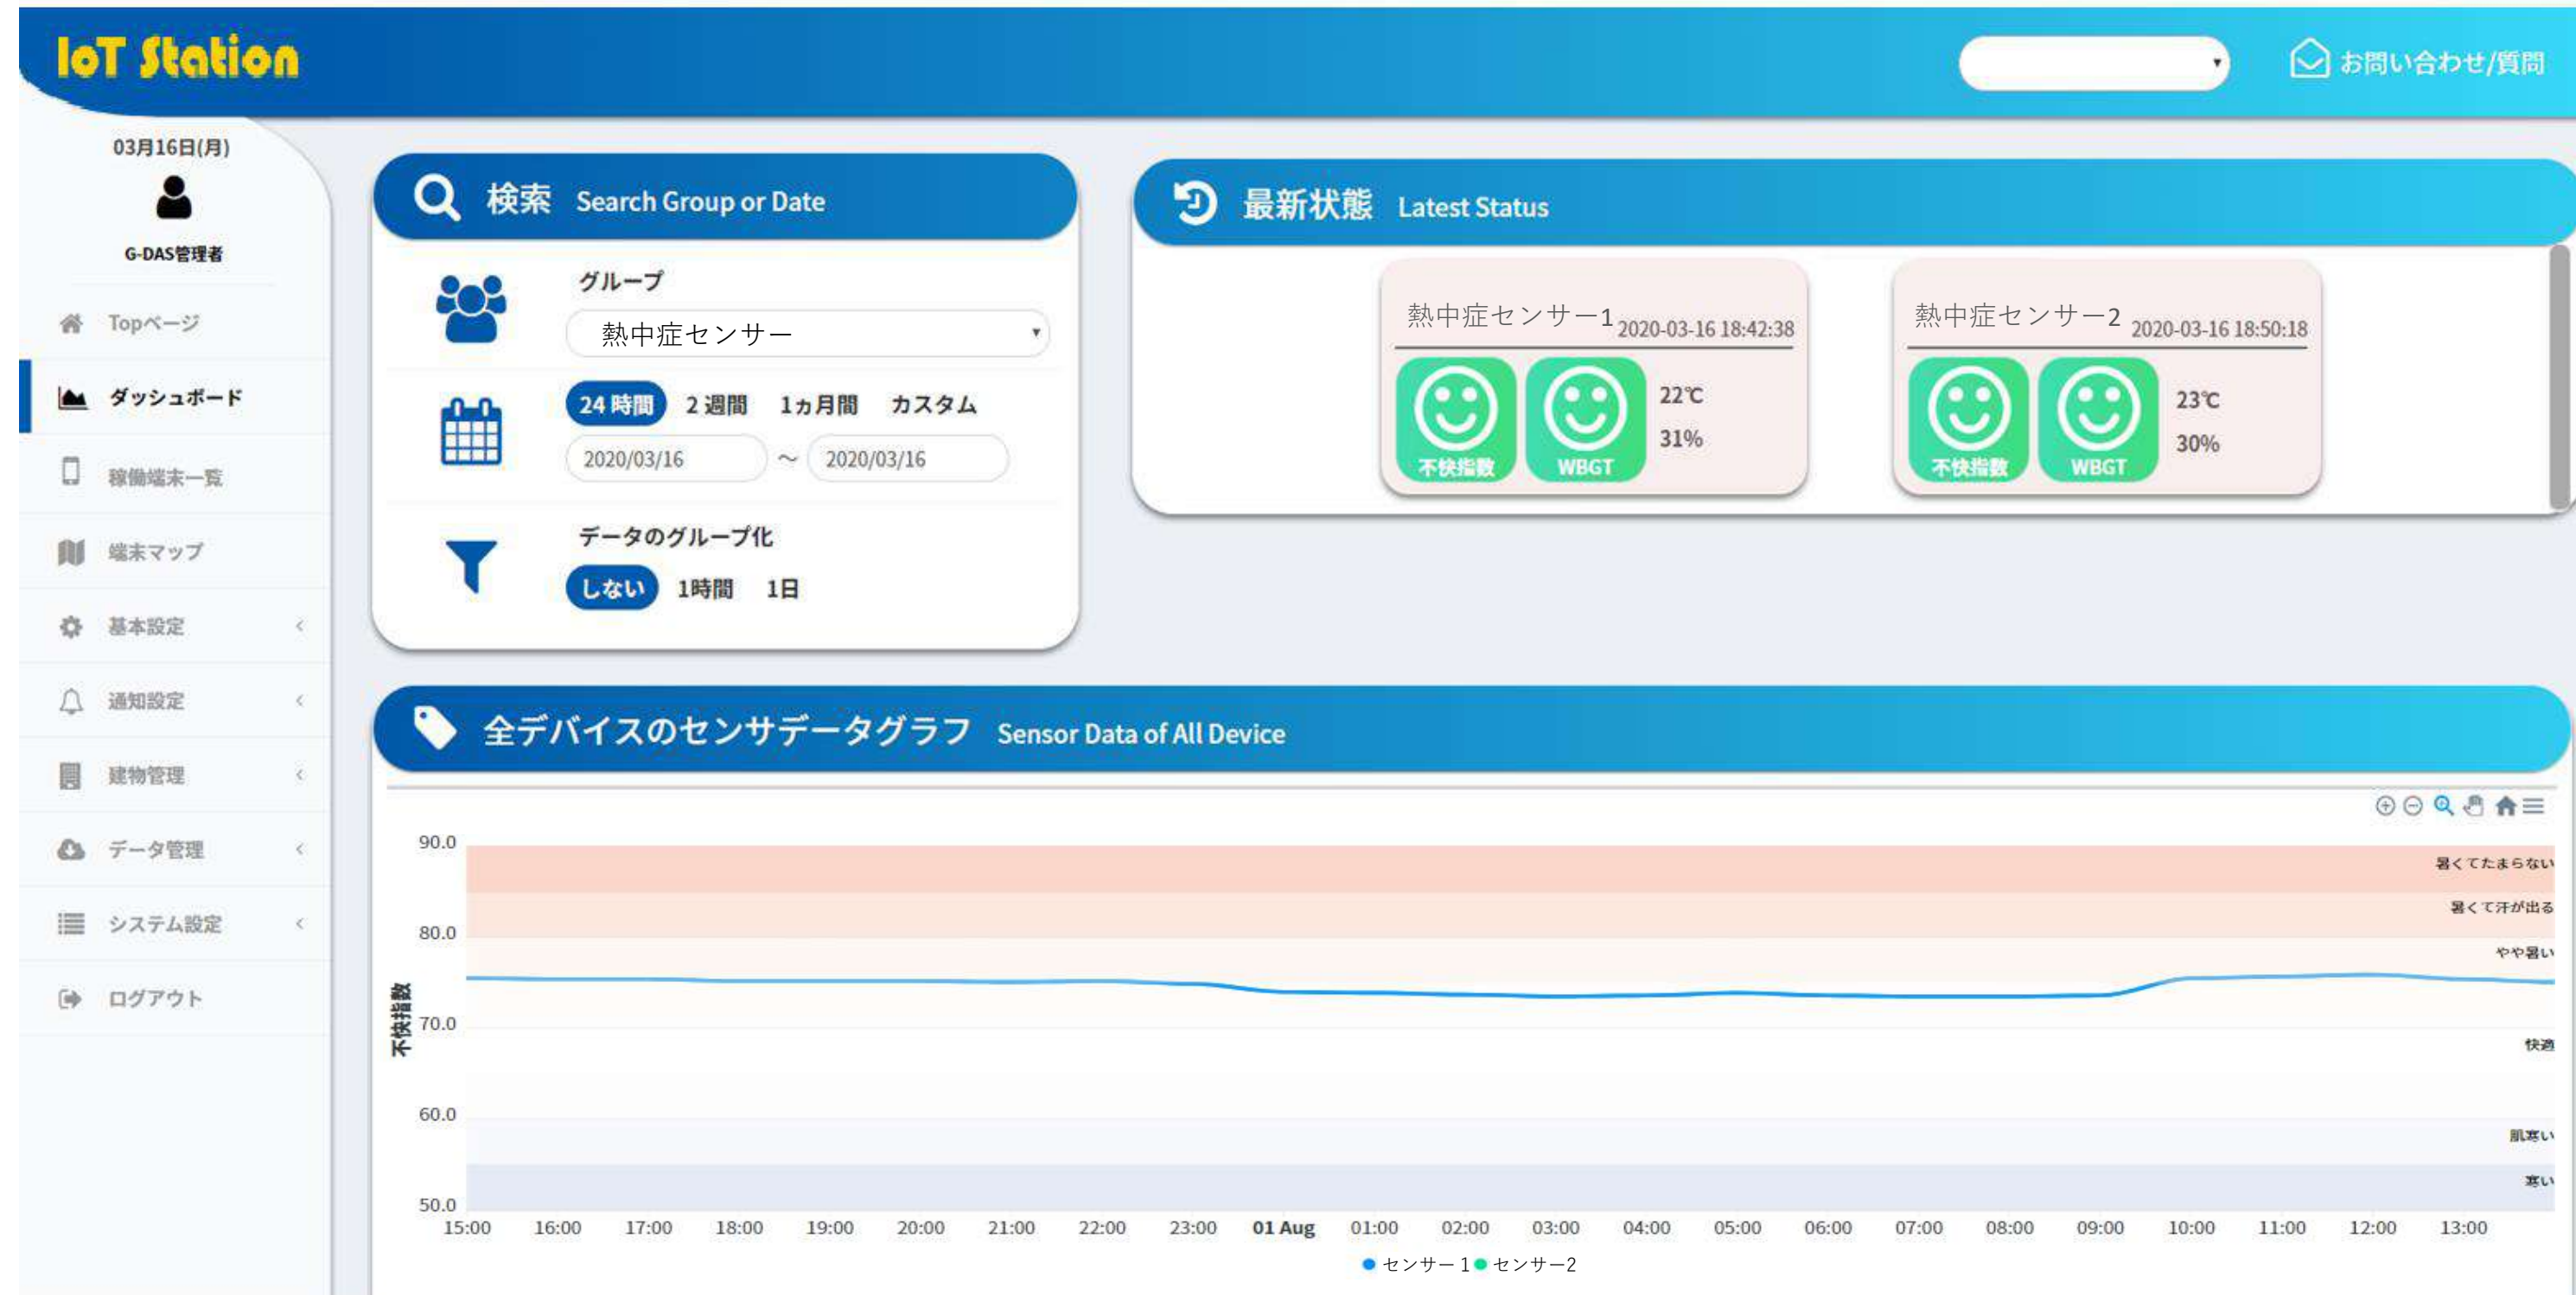 IoT Station
お問い合わせ/質問
03月16日(月)
G-DAS管理者
Topページ
ダッシュボード
稼働端末一覧
端末マップ
基本設定
通知設定
建物管理
データ管理
システム設定
ログアウト
検索 Search Group or Date
グループ
熱中症センサー
24時間 2週間 1ヵ月間 カスタム
2020/03/16 ～ 2020/03/16
データのグループ化
しない 1時間 1日
最新状態 Latest Status
熱中症センサー1 2020-03-16 18:42:38
不快指数 WBGT
22℃
31%
熱中症センサー2 2020-03-16 18:50:18
不快指数 WBGT
23℃
30%
全デバイスのセンサデータグラフ Sensor Data of All Device
不快指数
90.0
80.0
70.0
60.0
50.0
暑くてたまらない
暑くて汗が出る
やや暑い
快適
肌寒い
寒い
15:00 16:00 17:00 18:00 19:00 20:00 21:00 22:00 23:00 01 Aug 01:00 02:00 03:00 04:00 05:00 06:00 07:00 08:00 09:00 10:00 11:00 12:00 13:00
センサー1 センサー2